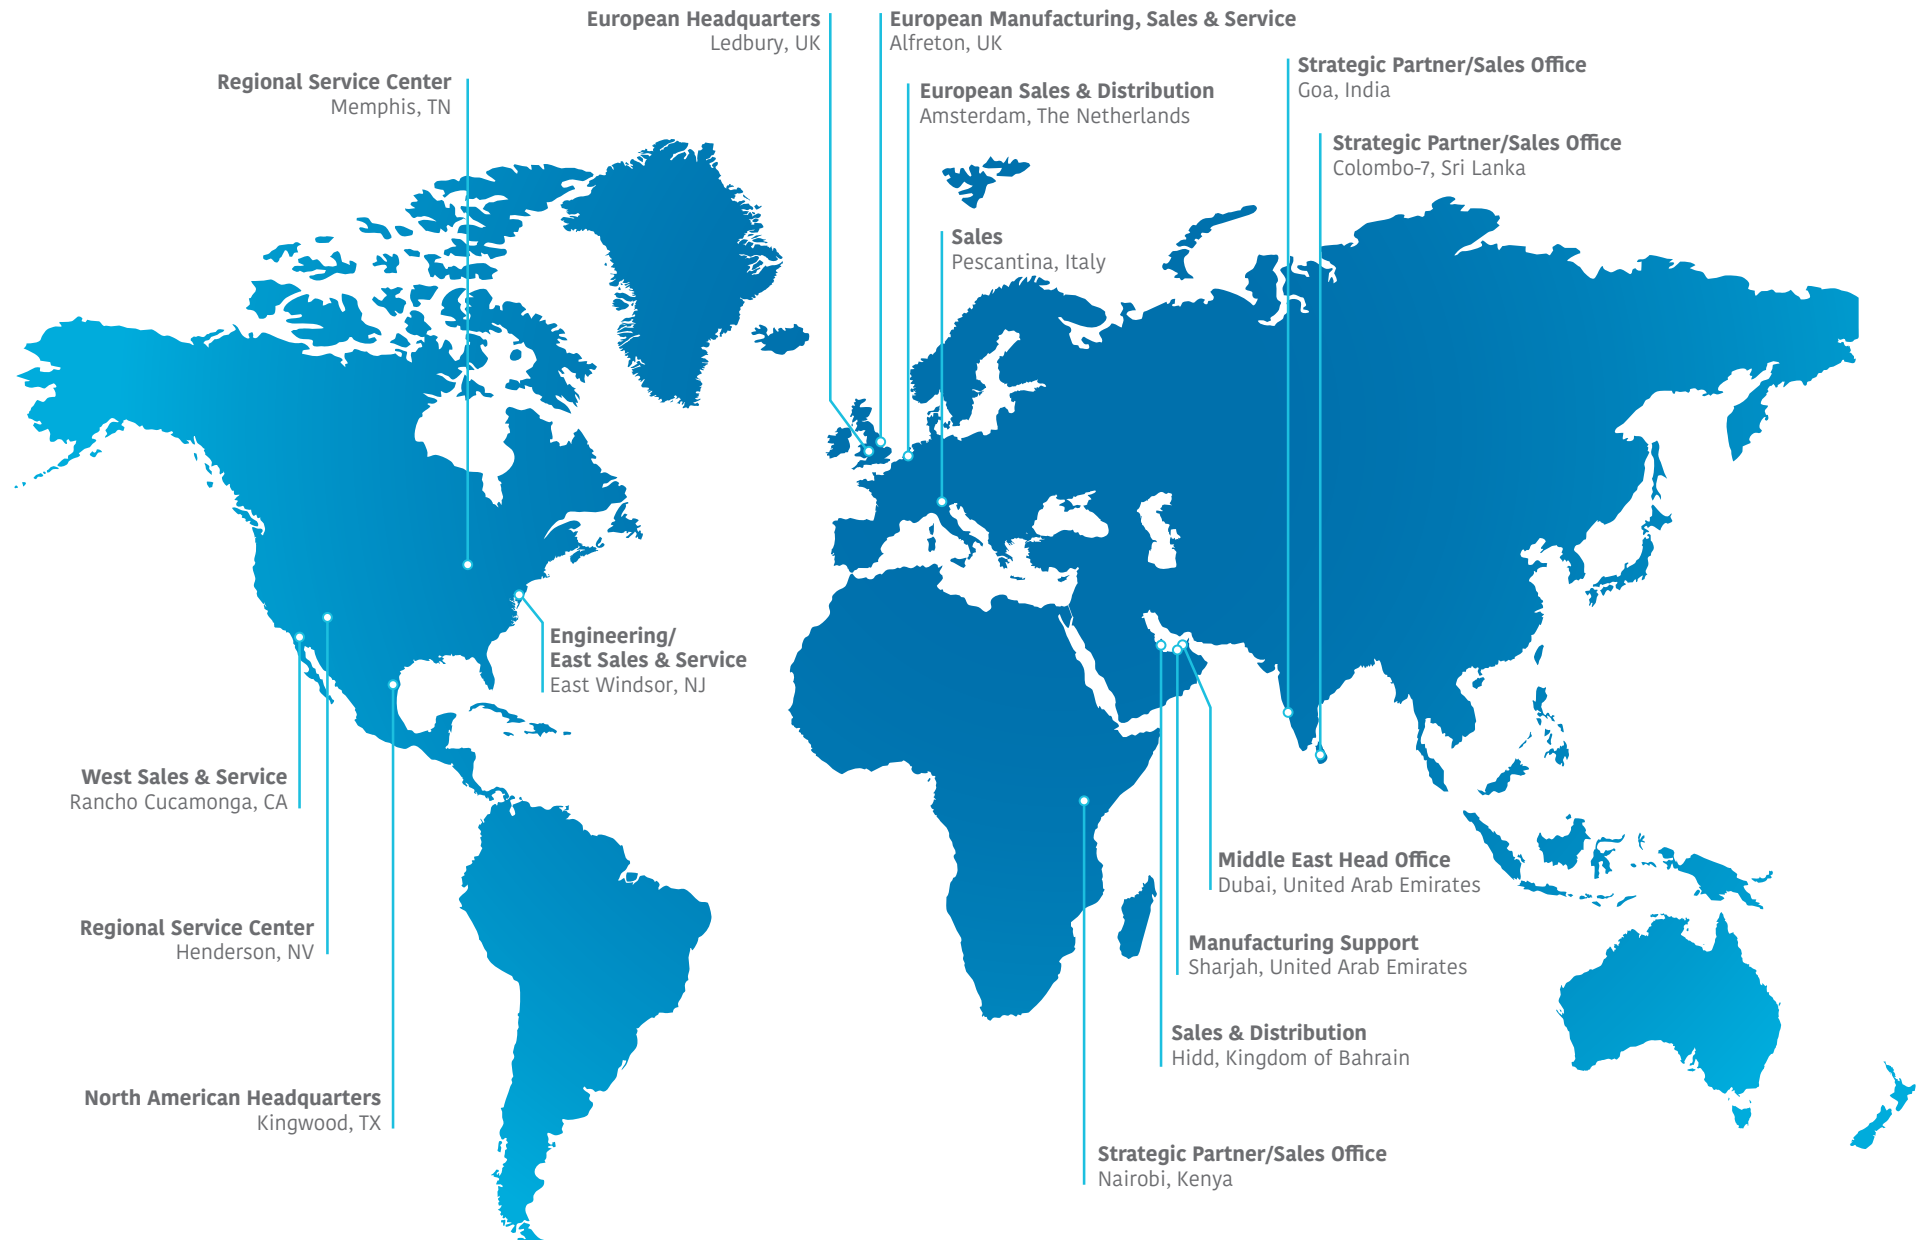 European Headquarters
Ledbury, UK
European Manufacturing, Sales & Service
Alfreton, UK
Regional Service Center
Memphis, TN
European Sales & Distribution
Amsterdam, The Netherlands
Strategic Partner/Sales Office
Goa, India
Strategic Partner/Sales Office
Colombo-7, Sri Lanka
Sales
Pescantina, Italy
Engineering/
East Sales & Service
East Windsor, NJ
West Sales & Service
Rancho Cucamonga, CA
Middle East Head Office
Dubai, United Arab Emirates
Regional Service Center
Henderson, NV
Manufacturing Support
Sharjah, United Arab Emirates
Sales & Distribution
Hidd, Kingdom of Bahrain
North American Headquarters
Kingwood, TX
Strategic Partner/Sales Office
Nairobi, Kenya